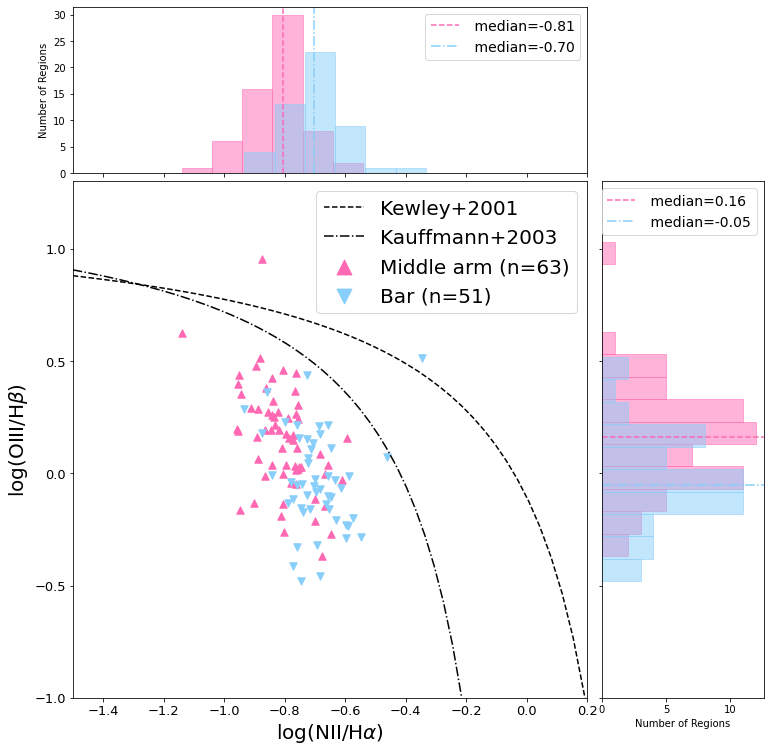 30
25
20
15
10
5
0
Number of Regions
median=-0.81
median=-0.70
median=0.16
median=-0.05
1.0
0.5
0.0
−0.5
−1.0
log(OIII/Hβ)
Kewley+2001
Kauffmann+2003
Middle arm (n=63)
Bar (n=51)
−1.4 −1.2 −1.0 −0.8 −0.6 −0.4 −0.2 0.0 0.2
log(NII/Hα)
0 5 10
Number of Regions